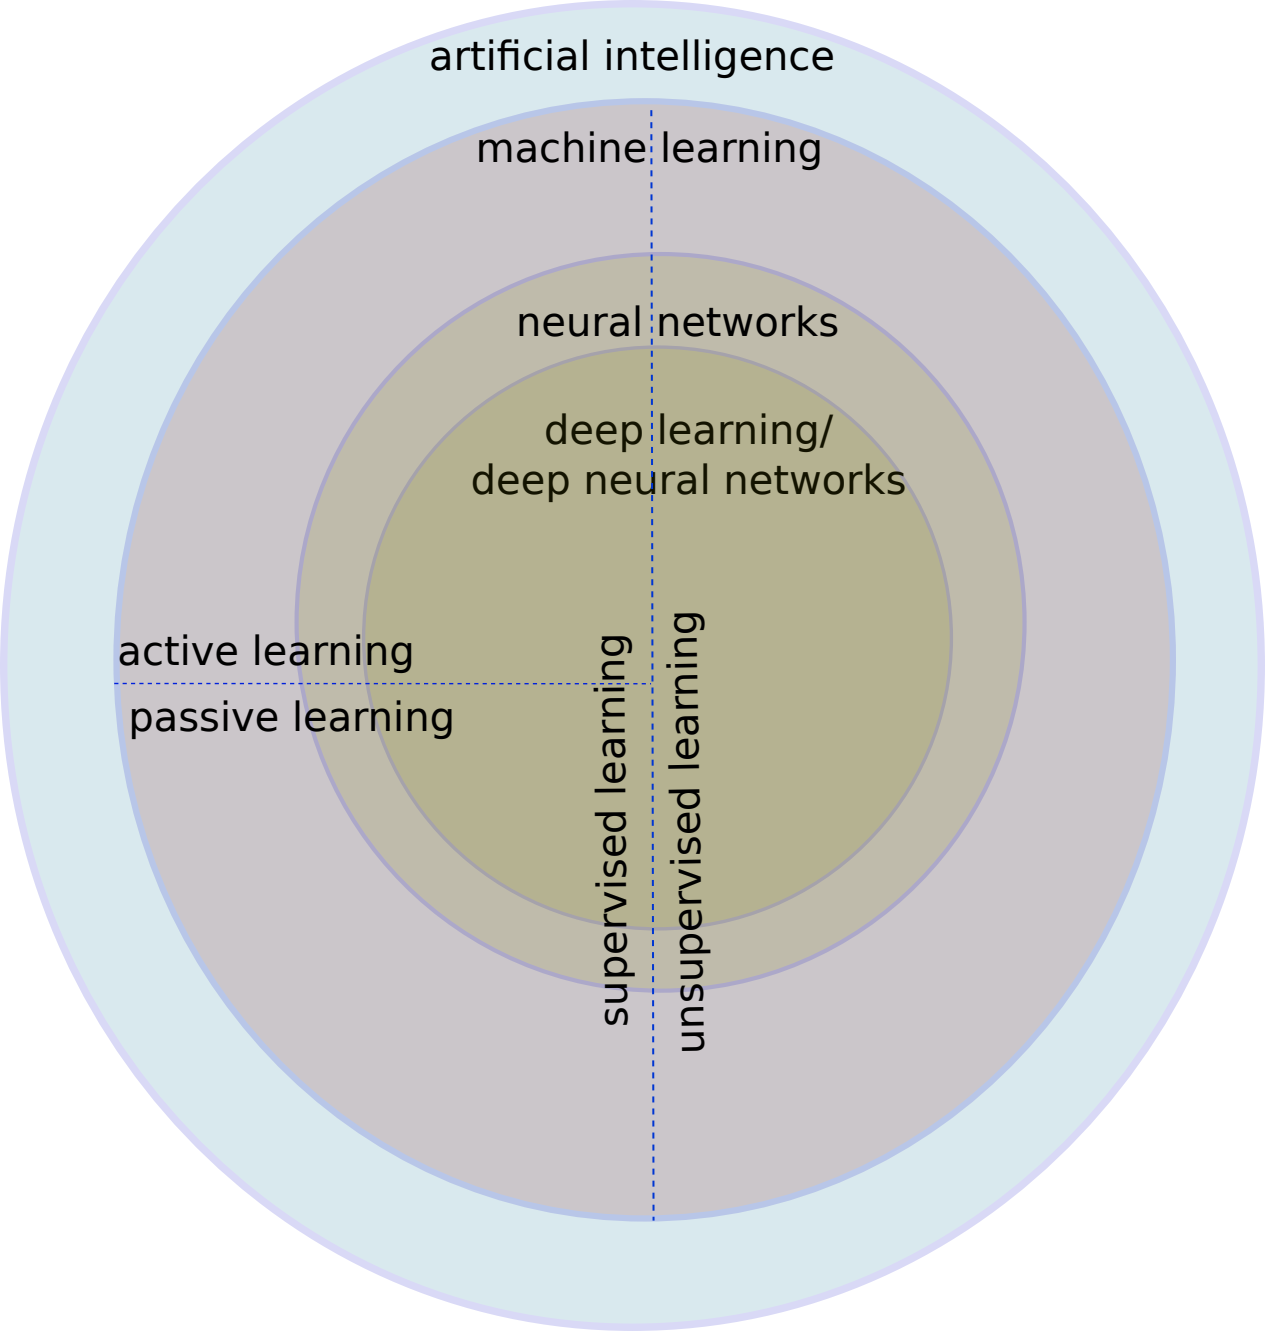 artificial intelligence
machine learning
neural networks
deep learning/
deep neural networks
active learning
passive learning
supervised learning
unsupervised learning